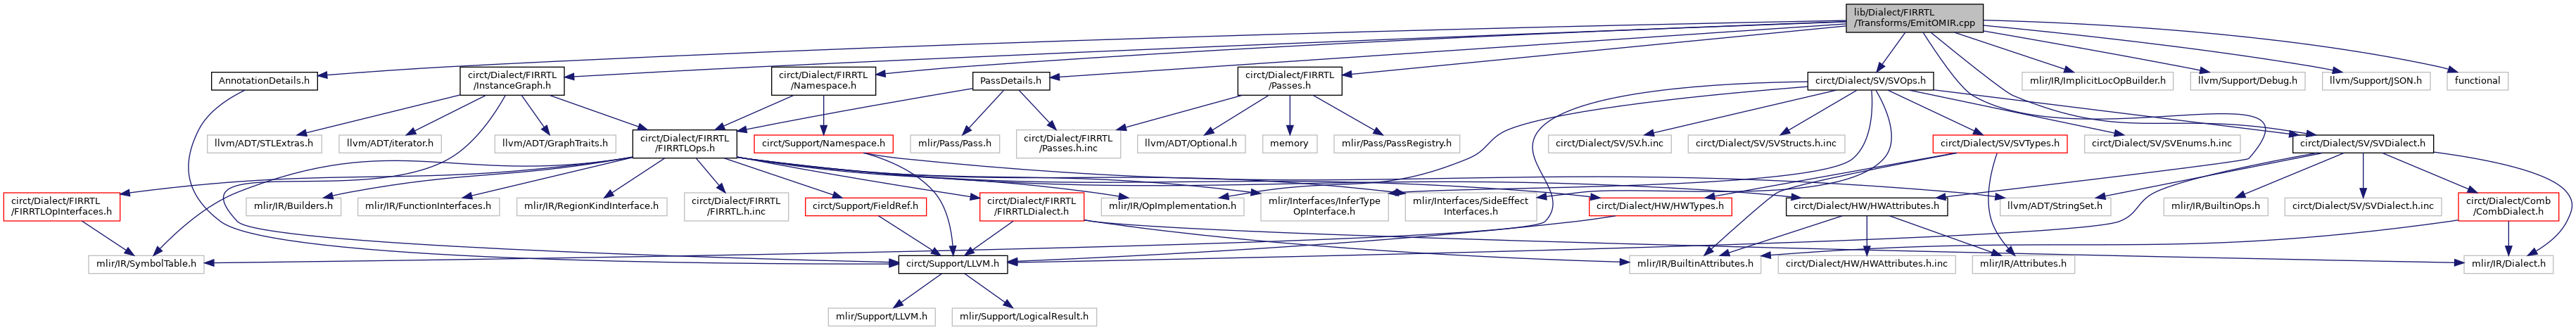 lib/Dialect/FIRRTL
/Transforms/EmitOMIR.cpp
AnnotationDetails.h
circt/Dialect/FIRRTL
/InstanceGraph.h
circt/Dialect/FIRRTL
/Namespace.h
PassDetails.h
circt/Dialect/FIRRTL
/Passes.h
circt/Dialect/SV/SVOps.h
mlir/IR/ImplicitLocOpBuilder.h
llvm/Support/Debug.h
llvm/Support/JSON.h
functional
llvm/ADT/STLExtras.h
llvm/ADT/iterator.h
llvm/ADT/GraphTraits.h
circt/Dialect/FIRRTL
/FIRRTLOps.h
circt/Support/Namespace.h
mlir/Pass/Pass.h
circt/Dialect/FIRRTL
/Passes.h.inc
llvm/ADT/Optional.h
memory
mlir/Pass/PassRegistry.h
circt/Dialect/SV/SV.h.inc
circt/Dialect/SV/SVStructs.h.inc
circt/Dialect/SV/SVTypes.h
circt/Dialect/SV/SVEnums.h.inc
circt/Dialect/SV/SVDialect.h
circt/Dialect/FIRRTL
/FIRRTLOpInterfaces.h
mlir/IR/Builders.h
mlir/IR/FunctionInterfaces.h
mlir/IR/RegionKindInterface.h
circt/Dialect/FIRRTL
/FIRRTL.h.inc
circt/Support/FieldRef.h
circt/Dialect/FIRRTL
/FIRRTLDialect.h
mlir/IR/OpImplementation.h
mlir/Interfaces/InferType
OpInterface.h
mlir/Interfaces/SideEffect
Interfaces.h
circt/Dialect/HW/HWTypes.h
circt/Dialect/HW/HWAttributes.h
llvm/ADT/StringSet.h
mlir/IR/BuiltinOps.h
circt/Dialect/SV/SVDialect.h.inc
circt/Dialect/Comb
/CombDialect.h
mlir/IR/SymbolTable.h
circt/Support/LLVM.h
mlir/IR/BuiltinAttributes.h
circt/Dialect/HW/HWAttributes.h.inc
mlir/IR/Attributes.h
mlir/IR/Dialect.h
mlir/Support/LLVM.h
mlir/Support/LogicalResult.h